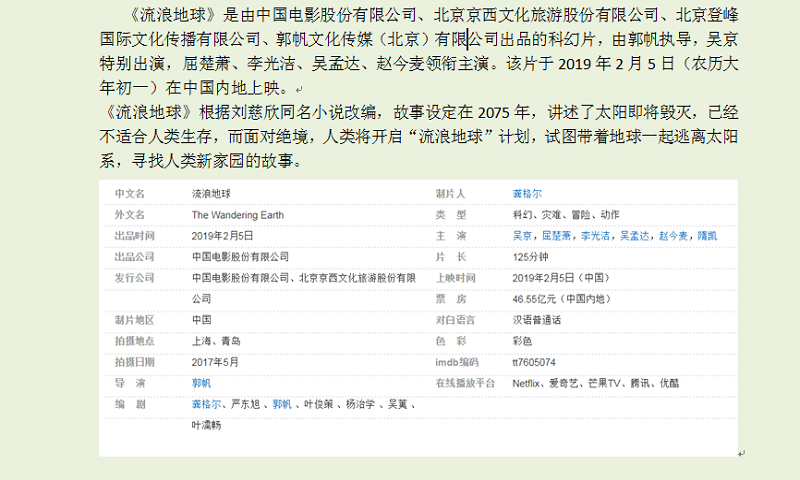 《流浪地球》是由中国电影股份有限公司、北京京西文化旅游股份有限公司、北京登峰
国际文化传播有限公司、郭帆文化传媒（北京）有限公司出品的科幻片，由郭帆执导，吴京
特别出演，屈楚萧、李光洁、吴孟达、赵今麦领衔主演。该片于 2019 年 2 月 5 日（农历大
年初一）在中国内地上映。
《流浪地球》根据刘慈欣同名小说改编，故事设定在 2075 年，讲述了太阳即将毁灭，已经
不适合人类生存，而面对绝境，人类将开启“流浪地球”计划，试图带着地球一起逃离太阳
系，寻找人类新家园的故事。
中文名 流浪地球 制片人 龚格尔
外文名 The Wandering Earth 类 型 科幻、灾难、冒险、动作
出品时间 2019年2月5日 主 演 吴京，屈楚萧，李光洁，吴孟达，赵今麦，隋凯
出品公司 中国电影股份有限公司 片 长 125分钟
发行公司 中国电影股份有限公司、北京京西文化旅游股份有限 上映时间 2019年2月5日（中国）
公司 票 房 46.55亿元（中国内地）
制片地区 中国 对白语言 汉语普通话
拍摄地点 上海、青岛 色 彩 彩色
拍摄日期 2017年5月 imdb编码 tt7605074
导 演 郭帆 在线播放平台 Netflix、爱奇艺、芒果TV、腾讯、优酷
编 剧 龚格尔、严东旭 、郭帆 、叶俊策 、杨治学 、吴荑 、
叶濡畅